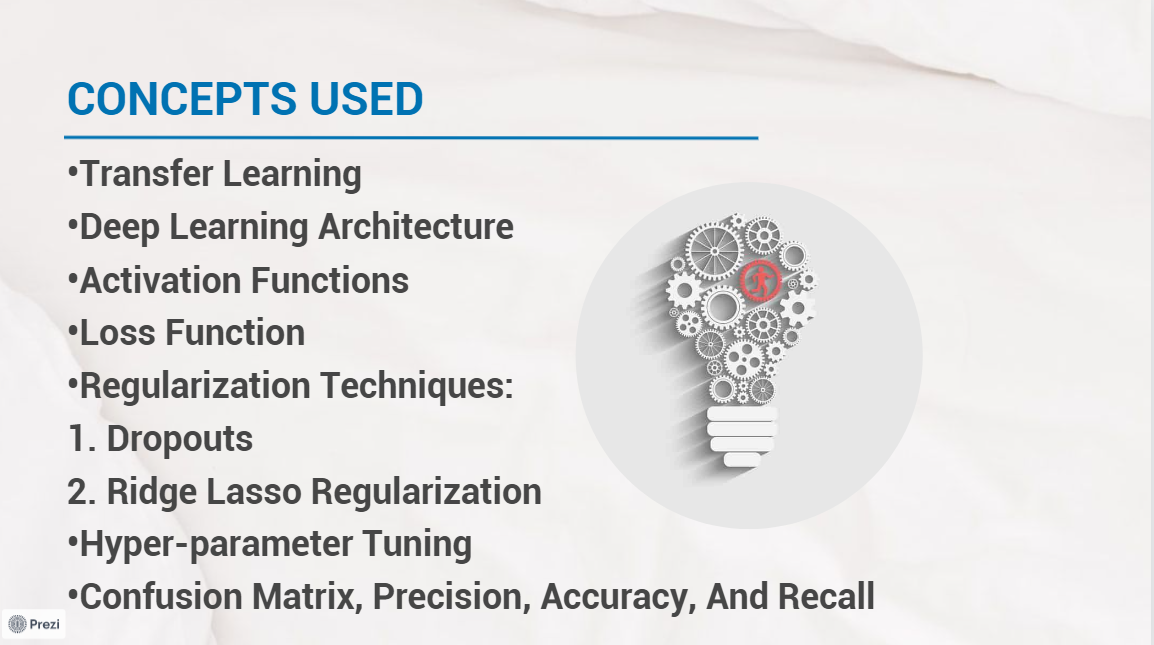 CONCEPTS USED
•Transfer Learning
•Deep Learning Architecture
•Activation Functions
•Loss Function
•Regularization Techniques:
1. Dropouts
2. Ridge Lasso Regularization
•Hyper-parameter Tuning
•Confusion Matrix, Precision, Accuracy, And Recall
Prezi